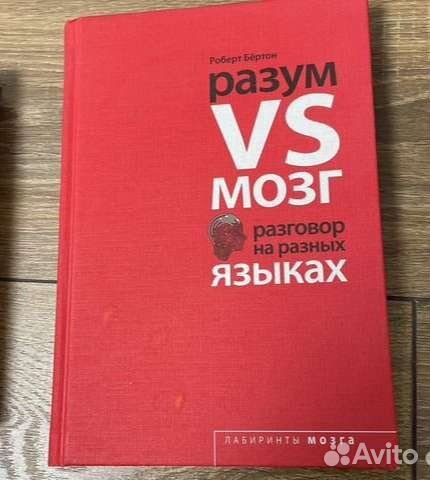 Роберт Бёртон
разум
VS
мозг
разговор
на разных
языках
ЛАБИРИНТЫ мозга
Avito